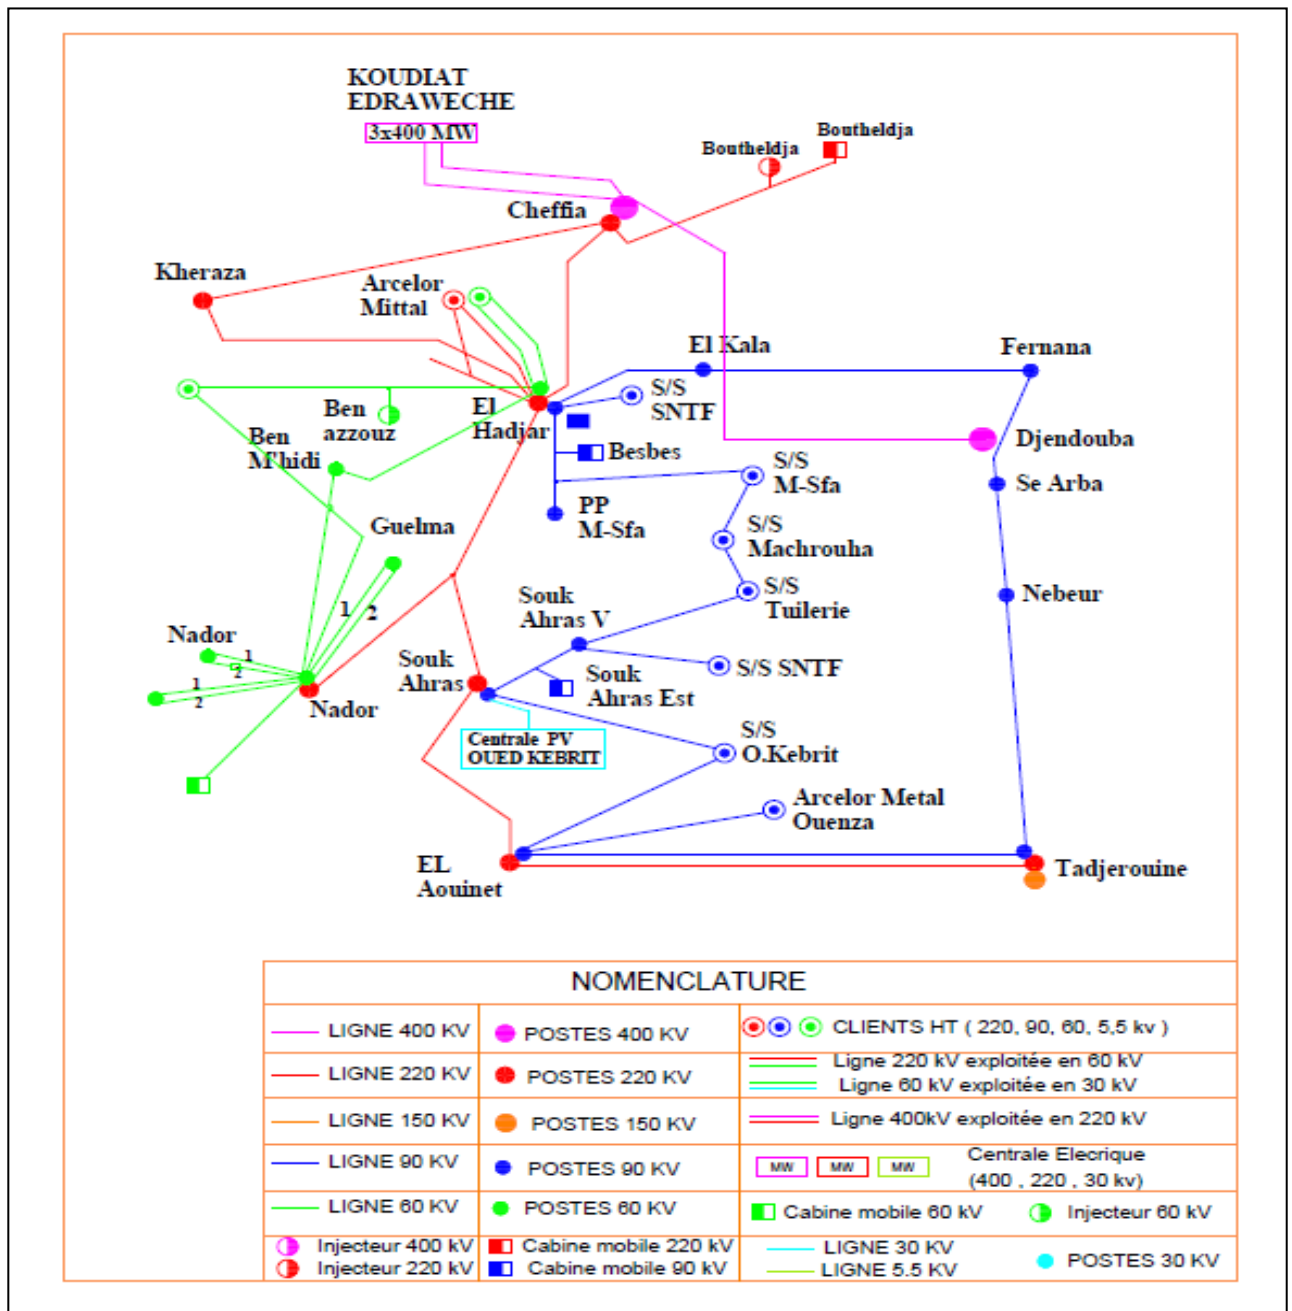 KOUDIAT
EDRAWECHE
3x400 MW
Boutheldja
Boutheldja
Cheffia
Kheraza
Arcelor
Mittal
El Kala
Fernana
S/S
SNTF
Ben
azzouz
El
Hadjar
Djendouba
Ben
M'hidi
Besbes
S/S
M-Sfa
Se Arba
PP
M-Sfa
Guelma
S/S
Machrouha
S/S
Tuilerie
Nebeur
Souk
Ahras V
1
2
Nador
1
2
1
2
Nador
Souk
Ahras
S/S SNTF
Souk
Ahras Est
Centrale PV
OUED KEBRIT
S/S
O.Kebrit
Arcelor Metal
Ouenza
EL
Aouinet
Tadjerouine
NOMENCLATURE
LIGNE 400 KV
POSTES 400 KV
CLIENTS HT ( 220, 90, 60, 5,5 kv )
LIGNE 220 KV
POSTES 220 KV
Ligne 220 kV exploitée en 60 kV
Ligne 60 kV exploitée en 30 kV
LIGNE 150 KV
POSTES 150 KV
Ligne 400kV exploitée en 220 kV
LIGNE 90 KV
POSTES 90 KV
MW
MW
MW
Centrale Elecrique
(400 , 220 , 30 kv)
LIGNE 60 KV
POSTES 60 KV
Cabine mobile 60 kV
Injecteur 60 kV
Injecteur 400 kV
Cabine mobile 220 kV
LIGNE 30 KV
POSTES 30 KV
Injecteur 220 kV
Cabine mobile 90 kV
LIGNE 5.5 KV